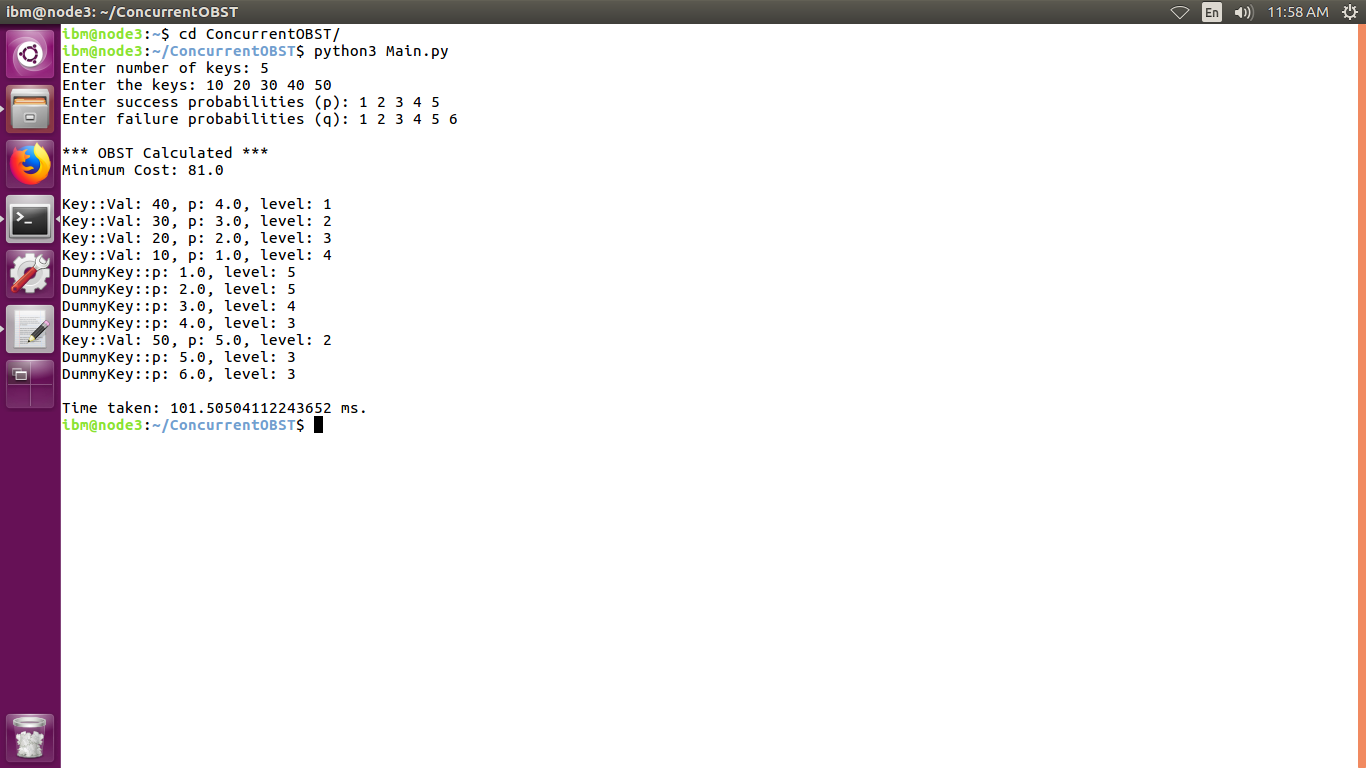 ibm@node3: ~/ConcurrentOBST
En
11:58 AM
ibm@node3:~$ cd ConcurrentOBST/
ibm@node3:~/ConcurrentOBST$ python3 Main.py
Enter number of keys: 5
Enter the keys: 10 20 30 40 50
Enter success probabilities (p): 1 2 3 4 5
Enter failure probabilities (q): 1 2 3 4 5 6
*** OBST Calculated ***
Minimum Cost: 81.0
Key::Val: 40, p: 4.0, level: 1
Key::Val: 30, p: 3.0, level: 2
Key::Val: 20, p: 2.0, level: 3
Key::Val: 10, p: 1.0, level: 4
DummyKey::p: 1.0, level: 5
DummyKey::p: 2.0, level: 5
DummyKey::p: 3.0, level: 4
DummyKey::p: 4.0, level: 3
Key::Val: 50, p: 5.0, level: 2
DummyKey::p: 5.0, level: 3
DummyKey::p: 6.0, level: 3
Time taken: 101.50504112243652 ms.
ibm@node3:~/ConcurrentOBST$